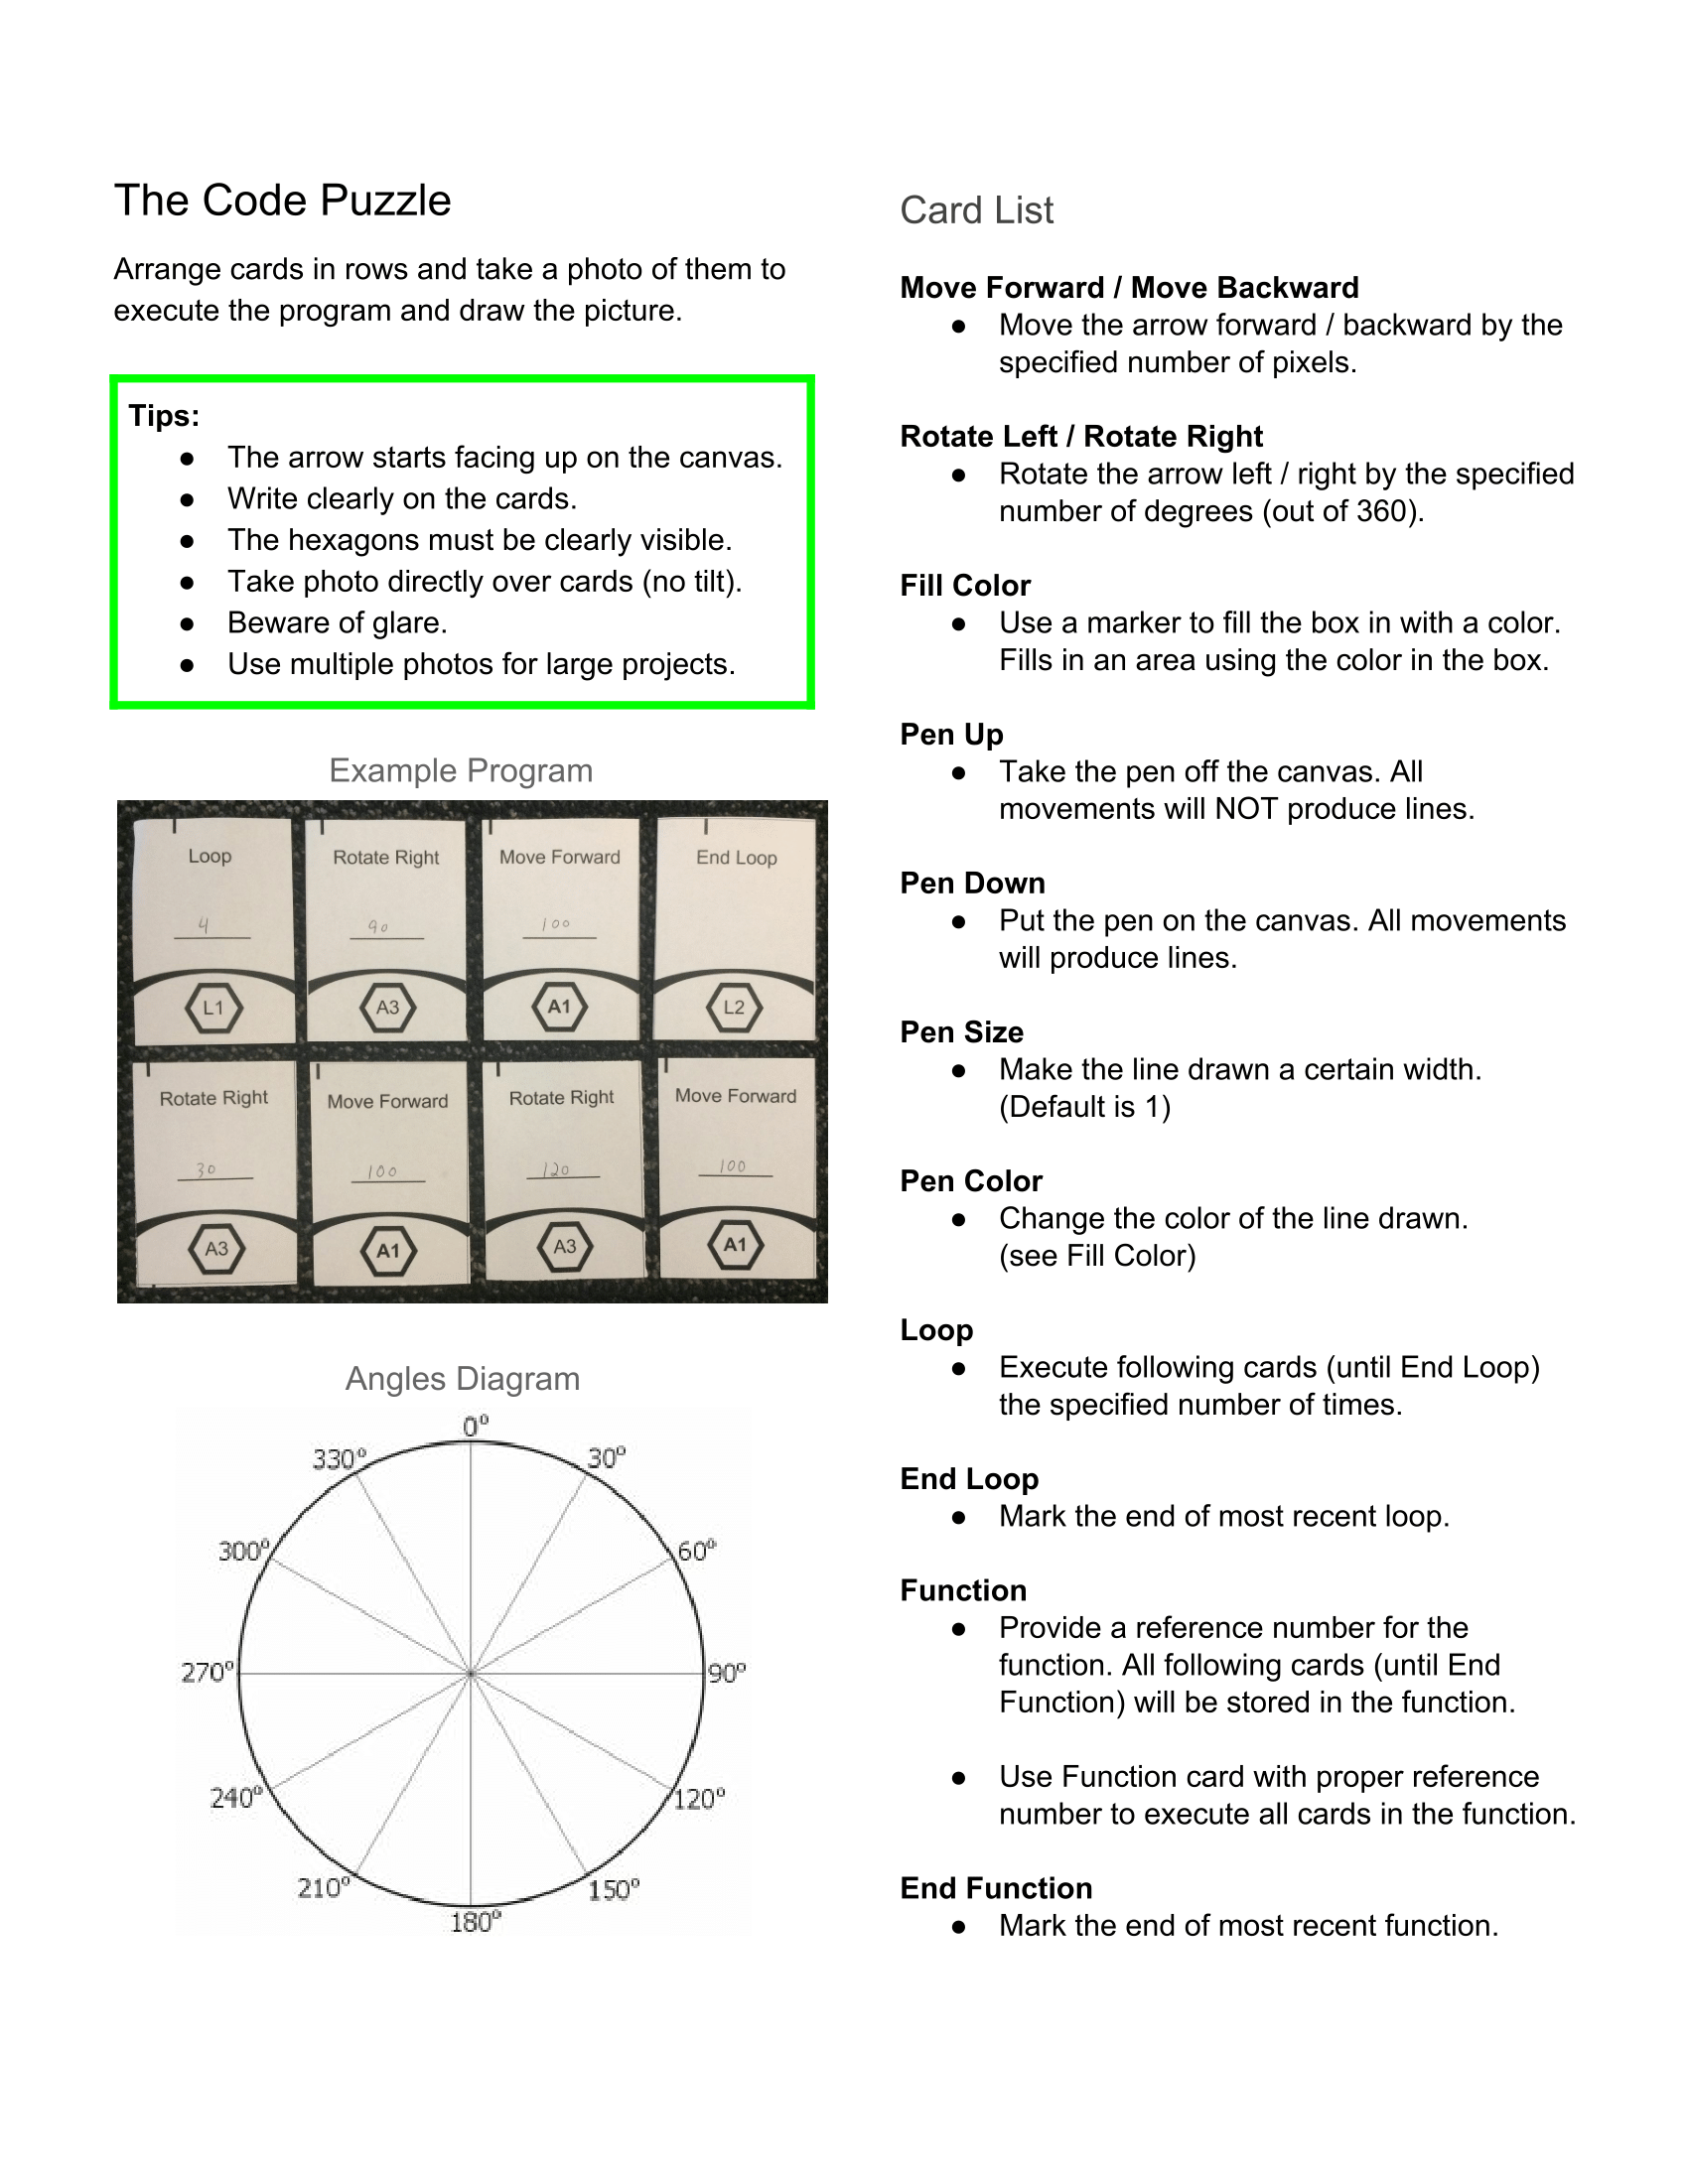 The Code Puzzle
Arrange cards in rows and take a photo of them to
execute the program and draw the picture.
Tips:
● The arrow starts facing up on the canvas.
● Write clearly on the cards.
● The hexagons must be clearly visible.
● Take photo directly over cards (no tilt).
● Beware of glare.
● Use multiple photos for large projects.
Example Program
Loop
4
L1
Rotate Right
90
A3
Move Forward
100
A1
End Loop
L2
Rotate Right
30
A3
Move Forward
100
A1
Rotate Right
120
A3
Move Forward
100
A1
Angles Diagram
0º
30º
60º
90º
120º
150º
180º
210º
240º
270º
300º
330º
Card List
Move Forward / Move Backward
● Move the arrow forward / backward by the
specified number of pixels.
Rotate Left / Rotate Right
● Rotate the arrow left / right by the specified
number of degrees (out of 360).
Fill Color
● Use a marker to fill the box in with a color.
Fills in an area using the color in the box.
Pen Up
● Take the pen off the canvas. All
movements will NOT produce lines.
Pen Down
● Put the pen on the canvas. All movements
will produce lines.
Pen Size
● Make the line drawn a certain width.
(Default is 1)
Pen Color
● Change the color of the line drawn.
(see Fill Color)
Loop
● Execute following cards (until End Loop)
the specified number of times.
End Loop
● Mark the end of most recent loop.
Function
● Provide a reference number for the
function. All following cards (until End
Function) will be stored in the function.
● Use Function card with proper reference
number to execute all cards in the function.
End Function
● Mark the end of most recent function.